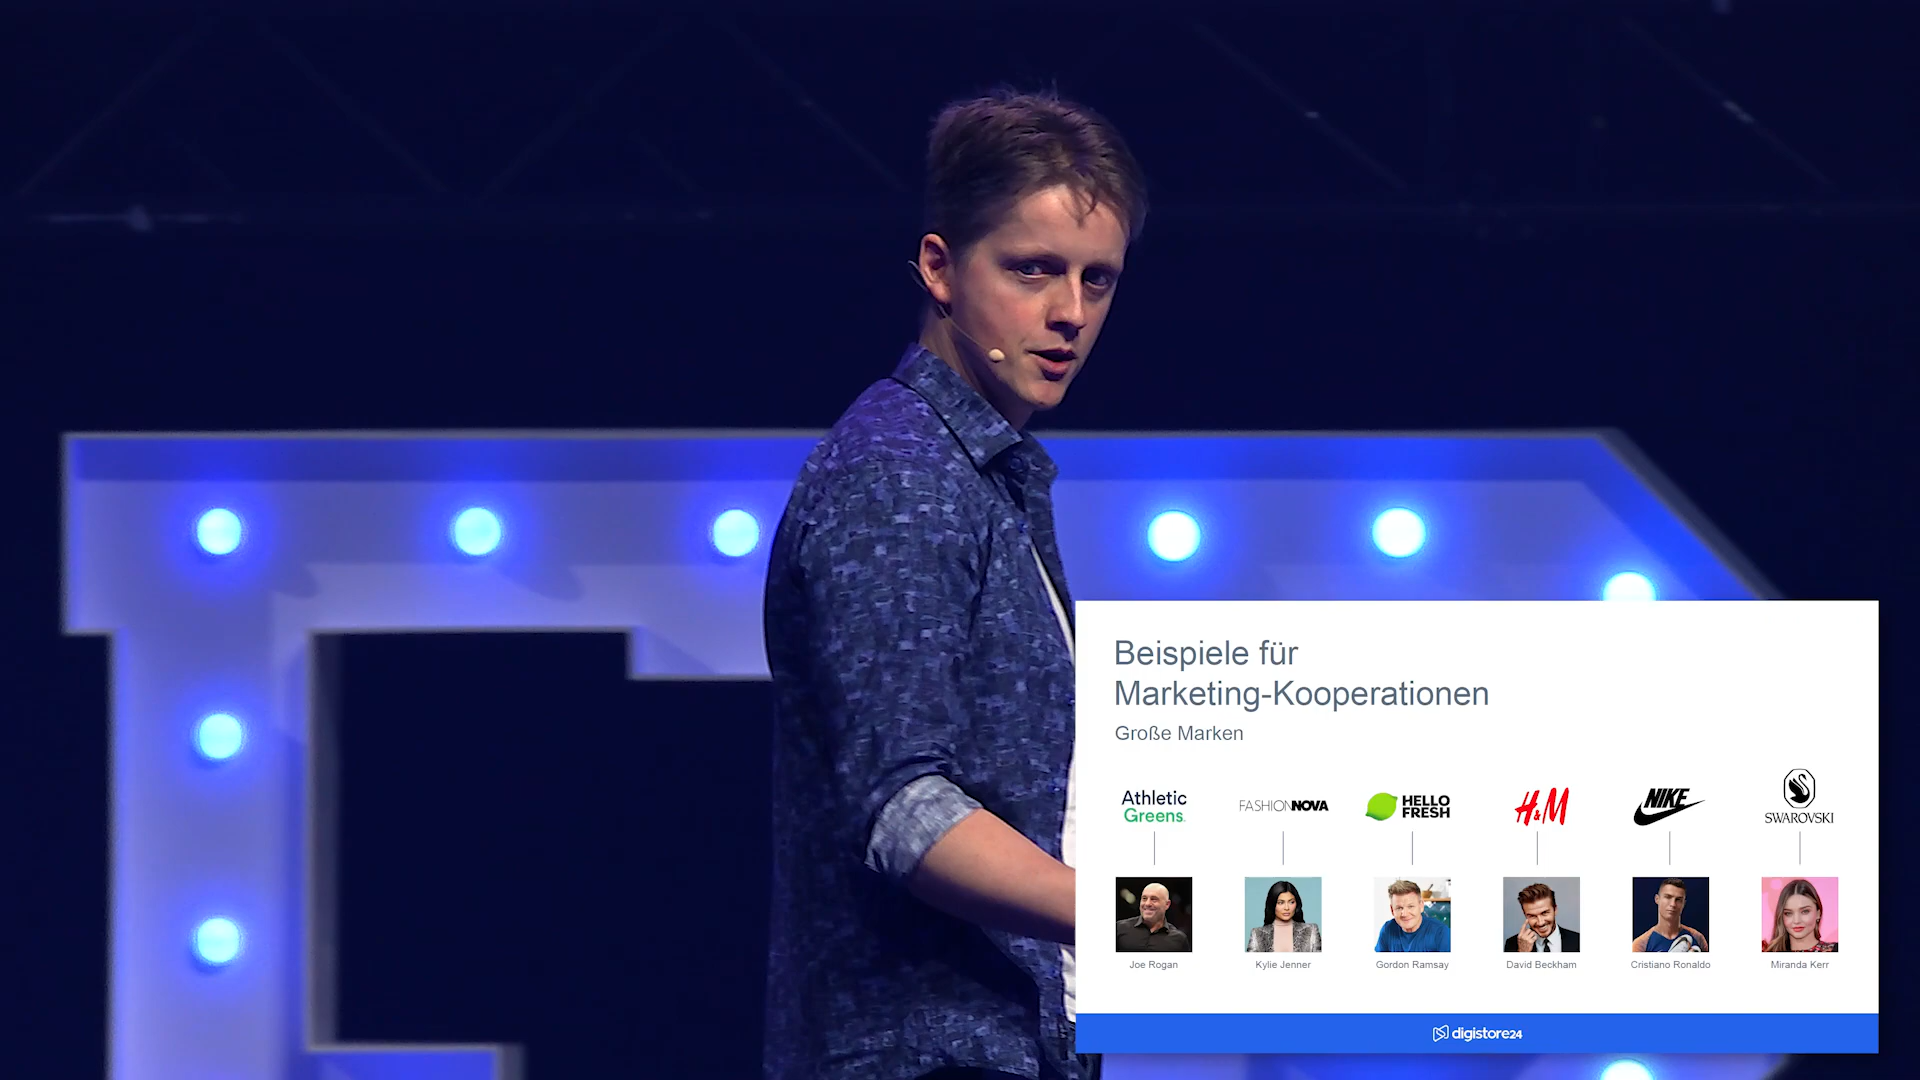 Beispiele für
Marketing-Kooperationen
Große Marken
Athletic
Greens.
FASHIONNOVA
HELLO
FRESH
H&M
NIKE
SWAROVSKI
Joe Rogan
Kylie Jenner
Gordon Ramsay
David Beckham
Cristiano Ronaldo
Miranda Kerr
digistore24